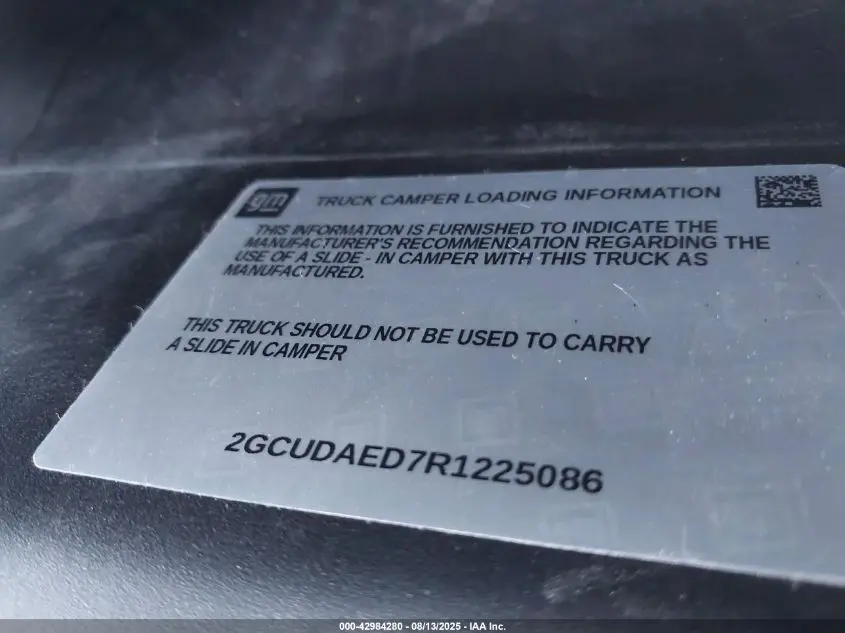 gm TRUCK CAMPER LOADING INFORMATION
THIS INFORMATION IS FURNISHED TO INDICATE THE
MANUFACTURER'S RECOMMENDATION REGARDING THE
USE OF A SLIDE - IN CAMPER WITH THIS TRUCK AS
MANUFACTURED.
THIS TRUCK SHOULD NOT BE USED TO CARRY
A SLIDE IN CAMPER
2GCUDAED7R1225086
000-42984280 - 08/13/2025 - IAA Inc.